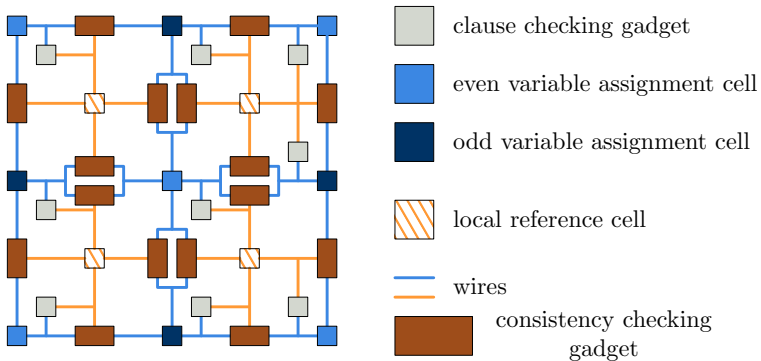 clause checking gadget
even variable assignment cell
odd variable assignment cell
local reference cell
wires
consistency checking
gadget